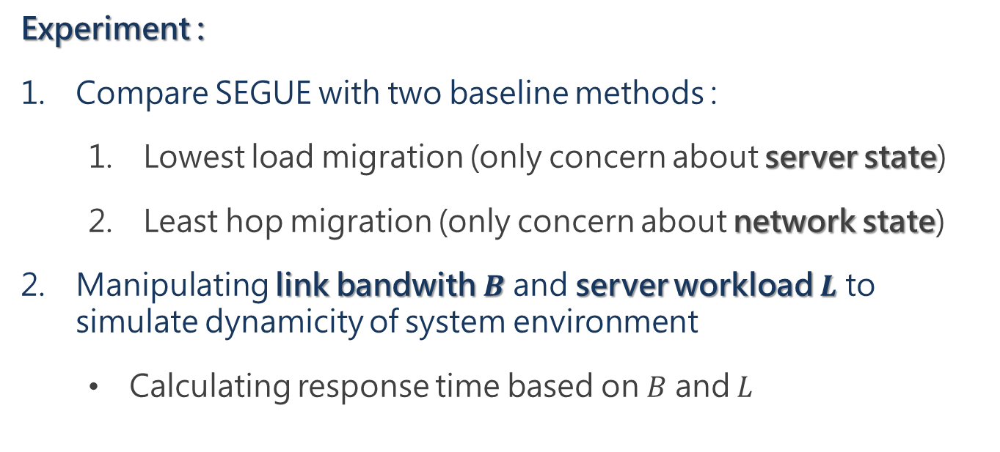 Experiment :
1. Compare SEGUE with two baseline methods :
1. Lowest load migration (only concern about server state)
2. Least hop migration (only concern about network state)
2. Manipulating link bandwith B and server workload L to
simulate dynamicity of system environment
• Calculating response time based on B and L